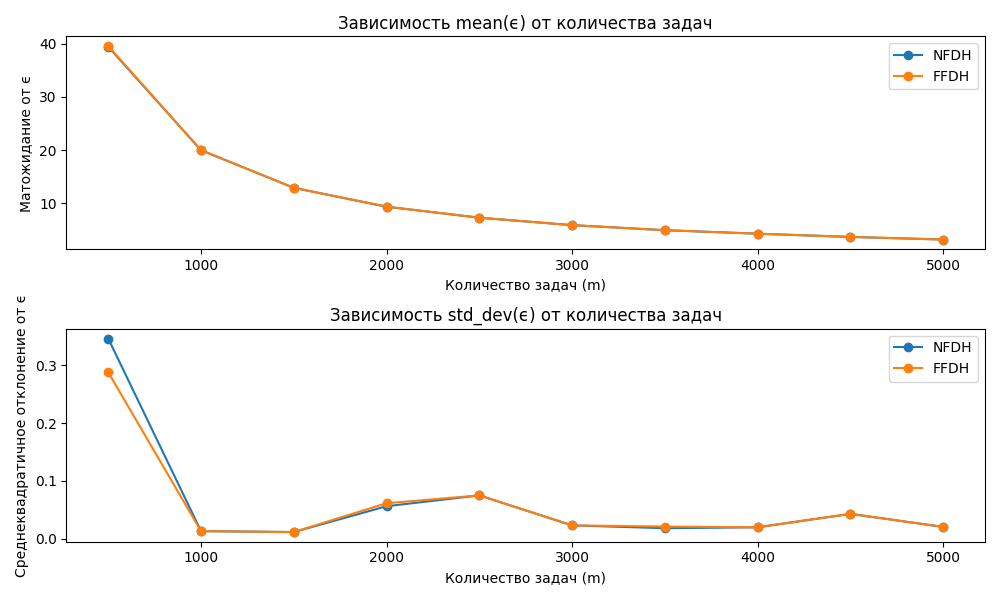 Зависимость mean(ϵ) от количества задач
Матожидание от ϵ
40
30
20
10
NFDH
FFDH
1000
2000
3000
4000
5000
Количество задач (m)
Зависимость std_dev(ϵ) от количества задач
Среднеквадратичное отклонение от ϵ
0.3
0.2
0.1
0.0
NFDH
FFDH
1000
2000
3000
4000
5000
Количество задач (m)